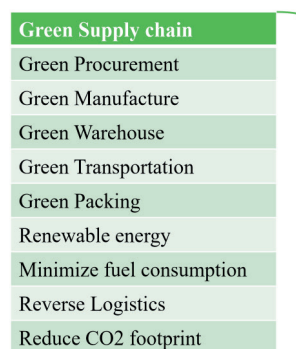 Green Supply chain
Green Procurement
Green Manufacture
Green Warehouse
Green Transportation
Green Packing
Renewable energy
Minimize fuel consumption
Reverse Logistics
Reduce CO2 footprint